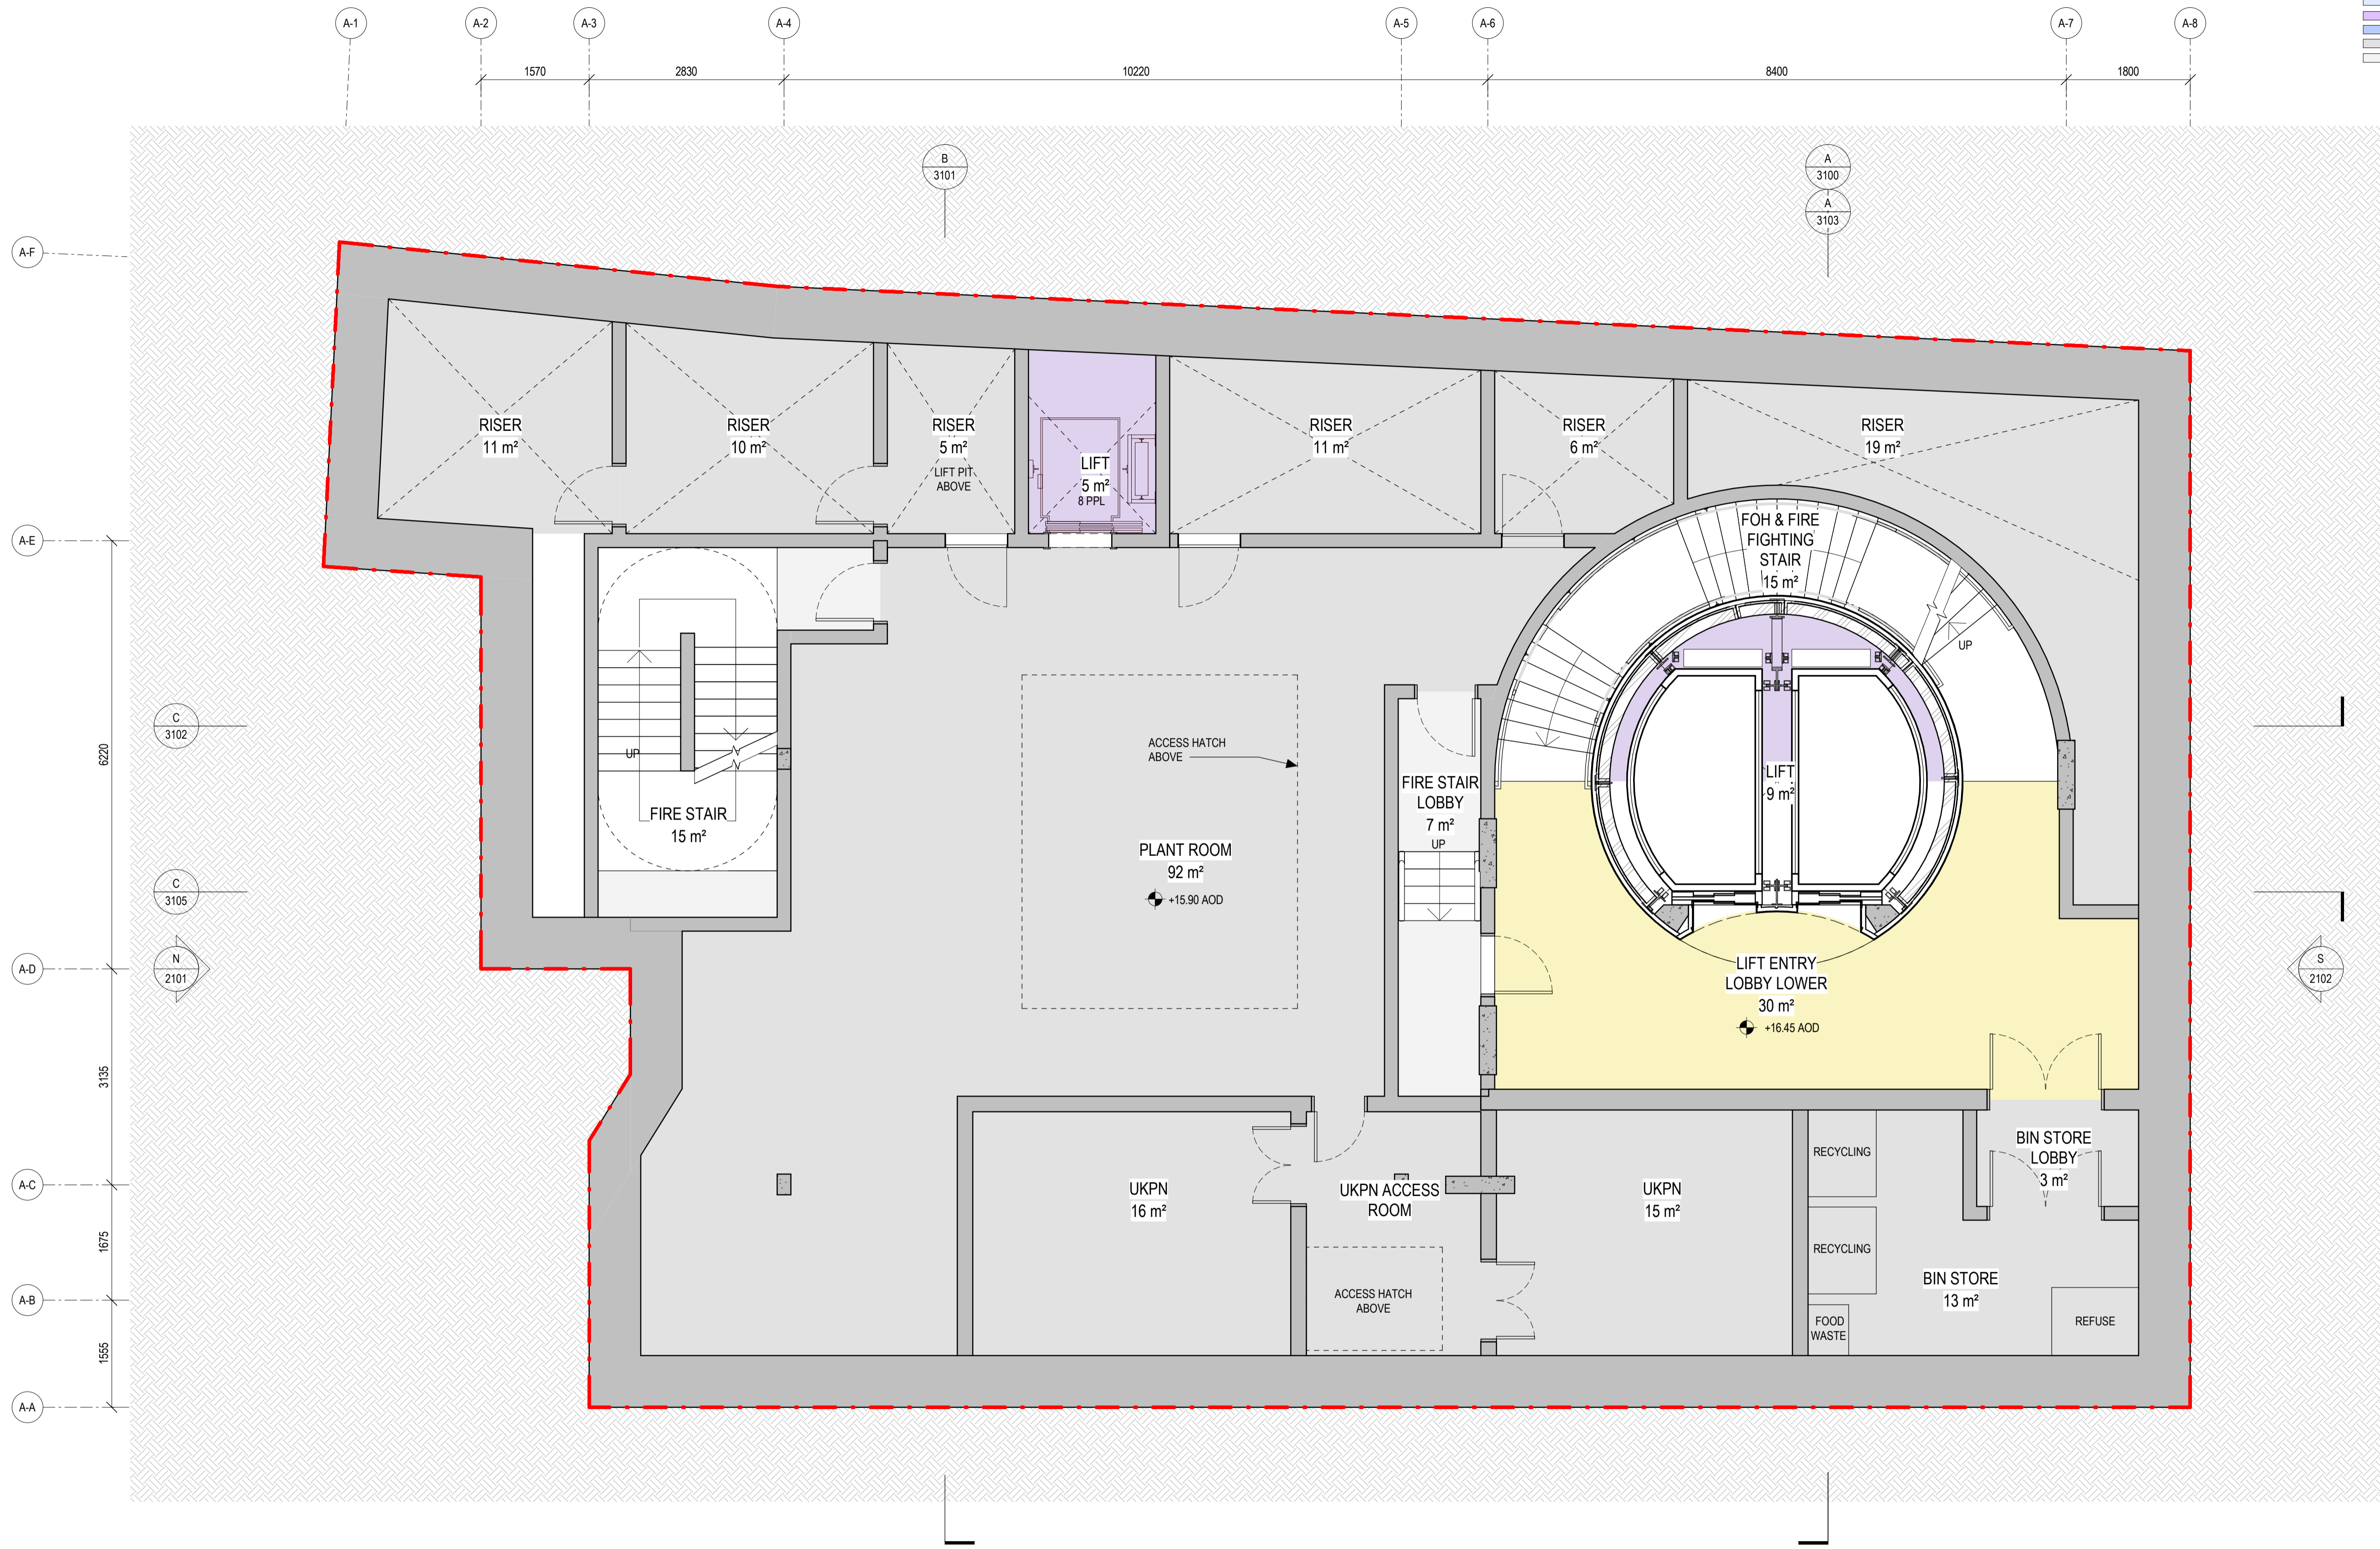 A-1
A-2
A-3
A-4
A-5
A-6
A-7
A-8
1570
2830
10220
8400
1800
B
3101
A
3100
A
3103
A-F
A-E
A-D
A-C
A-B
A-A
6220
3135
1675
1555
C
3102
C
3105
N
2101
S
2102
RISER
11 m²
RISER
10 m²
RISER
5 m²
LIFT PIT
ABOVE
LIFT
5 m²
8 PPL
RISER
11 m²
RISER
6 m²
RISER
19 m²
FOH & FIRE
FIGHTING
STAIR
15 m²
UP
UP
FIRE STAIR
15 m²
ACCESS HATCH
ABOVE
PLANT ROOM
92 m²
+15.90 AOD
FIRE STAIR
LOBBY
7 m²
UP
LIFT
9 m²
LIFT ENTRY
LOBBY LOWER
30 m²
+16.45 AOD
UKPN
16 m²
UKPN ACCESS
ROOM
ACCESS HATCH
ABOVE
UKPN
15 m²
RECYCLING
RECYCLING
FOOD
WASTE
BIN STORE
LOBBY
3 m²
BIN STORE
13 m²
REFUSE